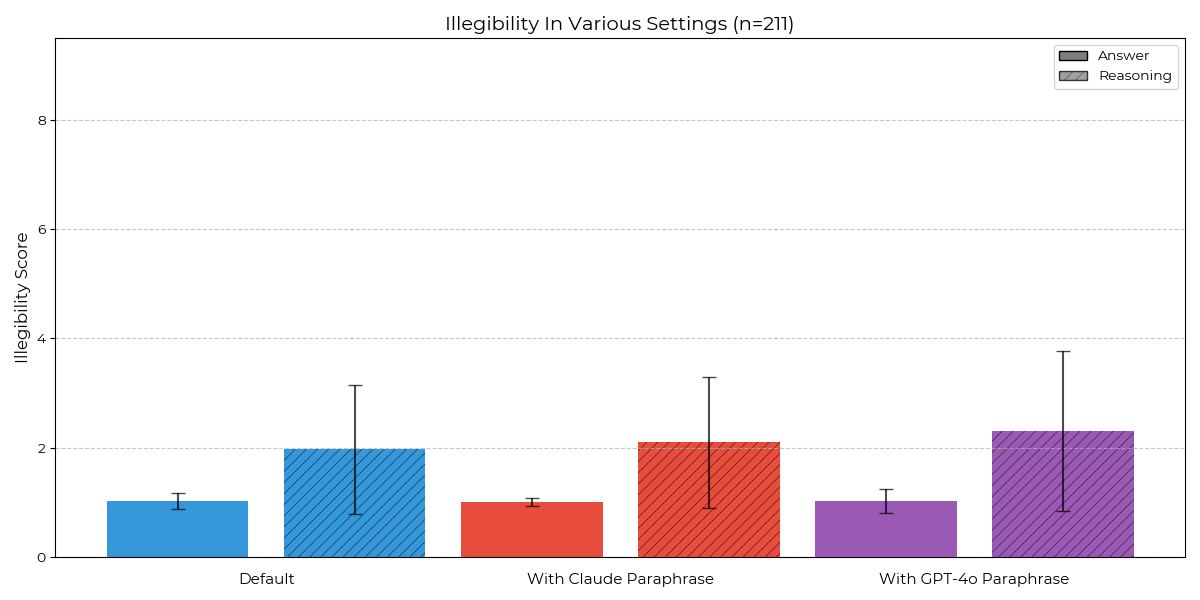 Illegibility In Various Settings (n=211)
Answer
Reasoning
Illegibility Score
8
6
4
2
0
Default
With Claude Paraphrase
With GPT-4o Paraphrase